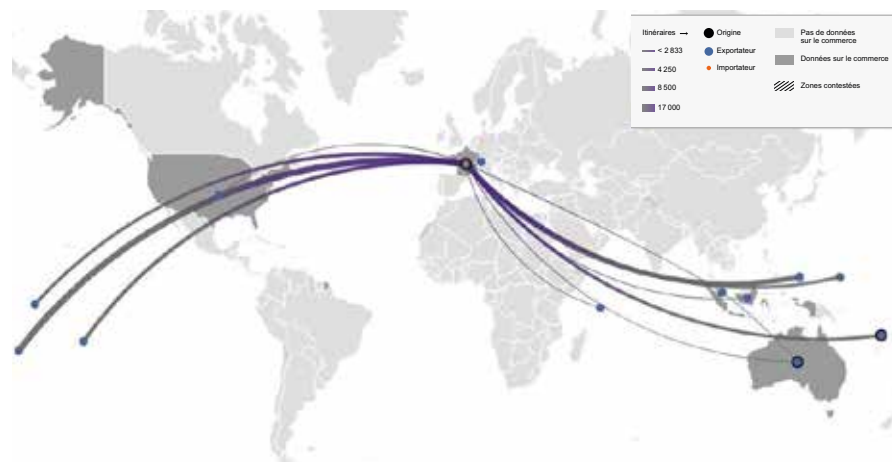 Itinéraires →
< 2 833
4 250
8 500
17 000
Origine
Exportateur
Importateur
Pas de données
sur le commerce
Données sur le commerce
Zones contestées